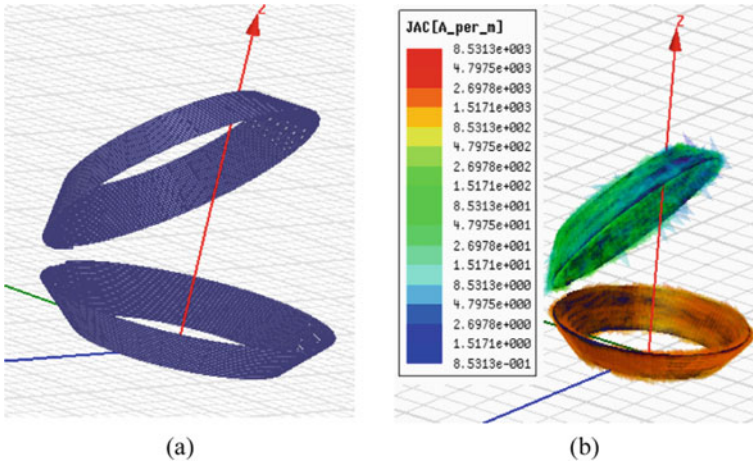 Z
JAC[A_per_m]
8.5313e+003
4.7975e+003
2.6978e+003
1.5171e+003
8.5313e+002
4.7975e+002
2.6978e+002
1.5171e+002
8.5313e+001
4.7975e+001
2.6978e+001
1.5171e+001
8.5313e+000
4.7975e+000
2.6978e+000
1.5171e+000
8.5313e-001
Z
(a)
(b)